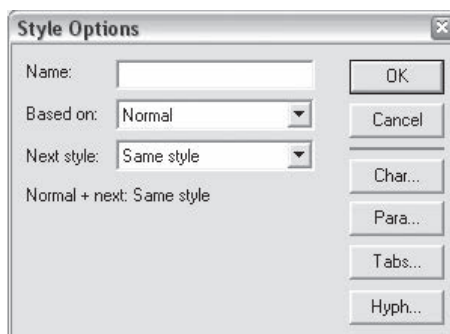 Style Options
Name:
OK
Based on: Normal
Cancel
Next style: Same style
Char...
Normal + next: Same style
Para...
Tabs...
Hyph...